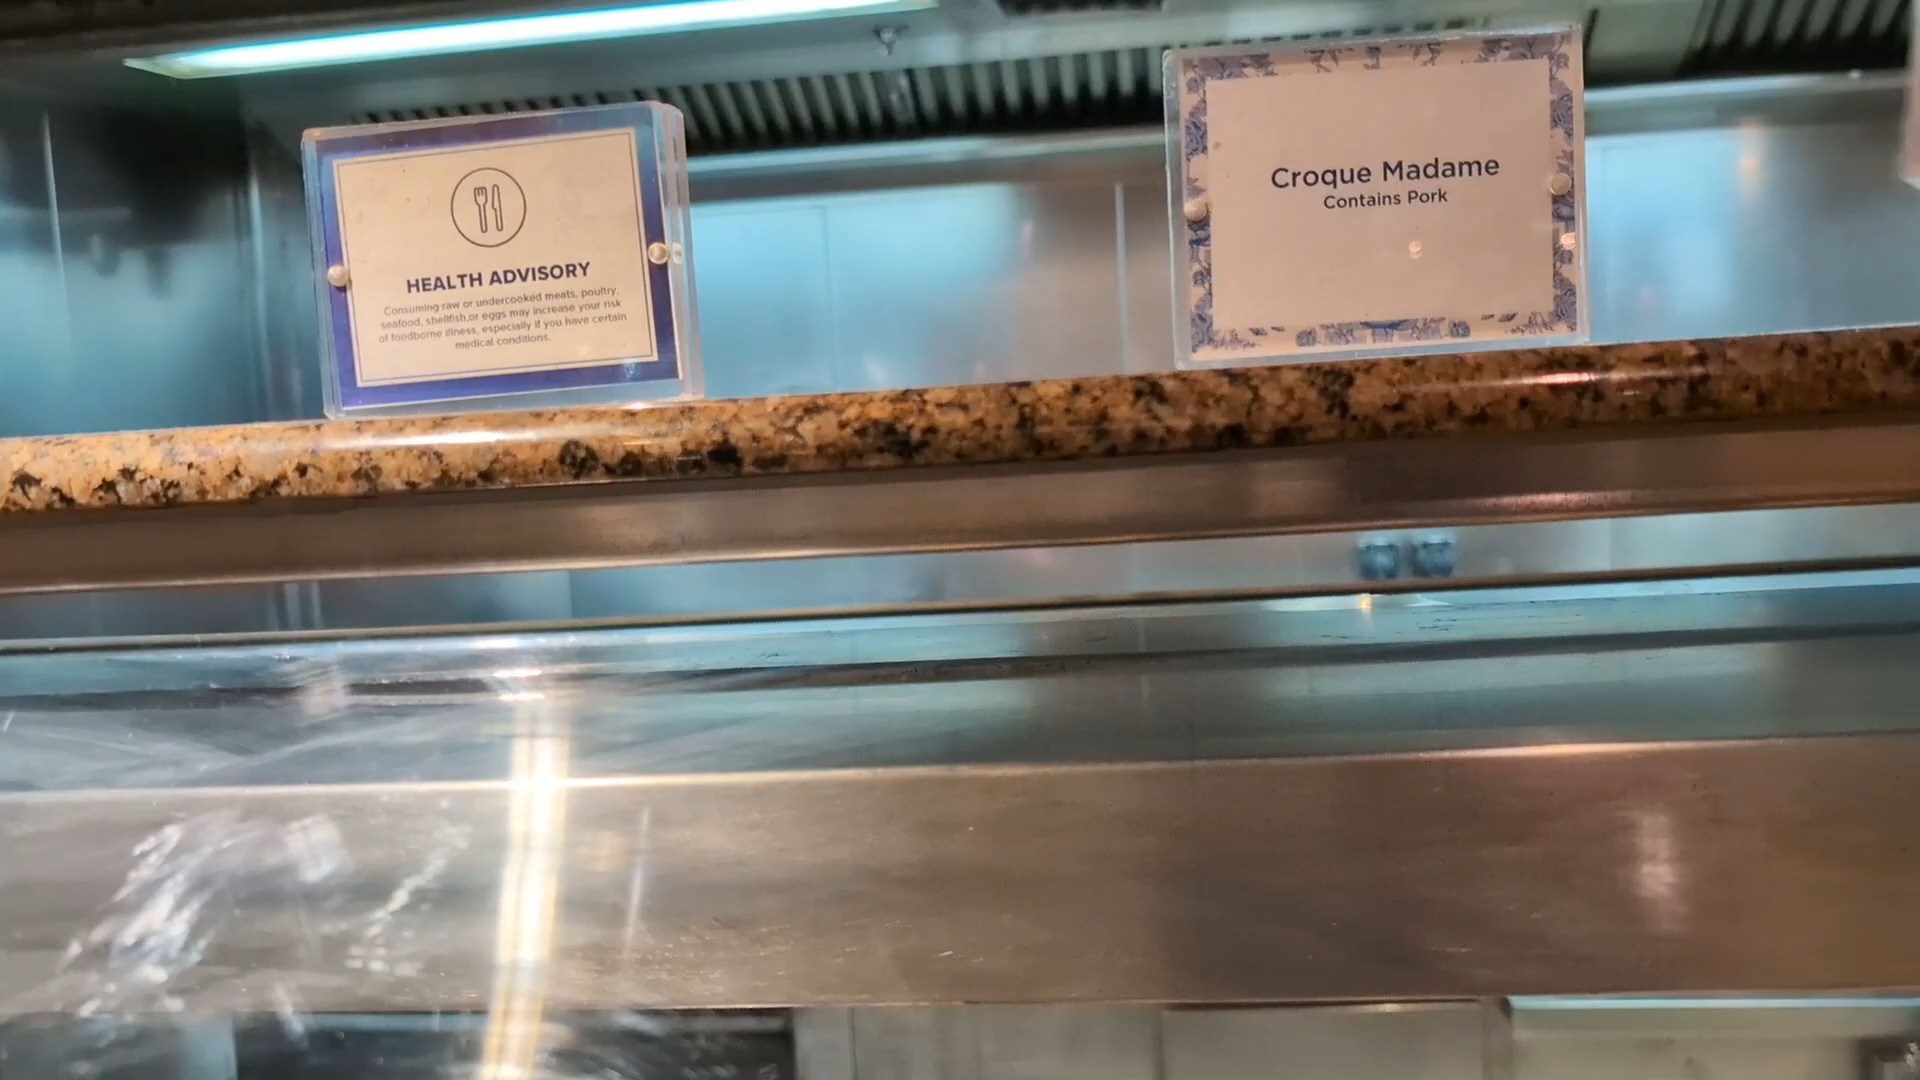 HEALTH ADVISORY
Consuming raw or undercooked meats, poultry,
seafood, shellfish,or eggs may increase your risk
of foodborne illness, especially if you have certain
medical conditions.
Croque Madame
Contains Pork